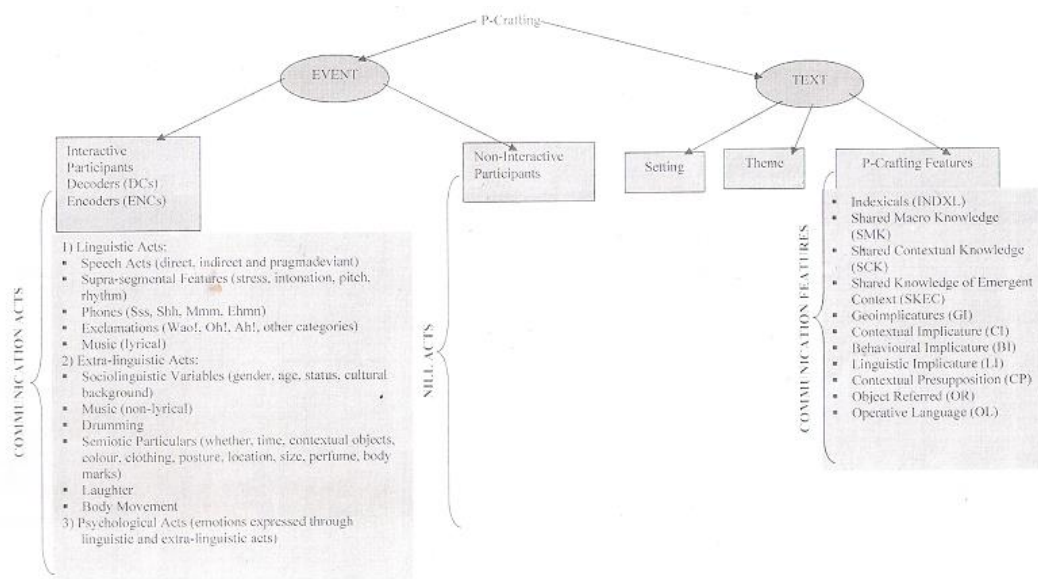 P-Crafting
EVENT
TEXT
Interactive
Participants
Decoders (DCs)
Encoders (ENCs)
Non-Interactive
Participants
Setting
Theme
P-Crafting Features
COMMUNICATION ACTS
1) Linguistic Acts:
▪ Speech Acts (direct, indirect and pragmadeviant)
▪ Supra-segmental Features (stress, intonation, pitch,
rhythm)
▪ Phones (Sss, Shh, Mmm, Ehmn)
▪ Exclamations (Wao!, Oh!, Ah!, other categories)
▪ Music (lyrical)
2) Extra-linguistic Acts:
▪ Sociolinguistic Variables (gender, age, status, cultural
background)
▪ Music (non-lyrical)
▪ Drumming
▪ Semiotic Particulars (whether, time, contextual objects,
colour, clothing, posture, location, size, perfume, body
marks)
▪ Laughter
▪ Body Movement
3) Psychological Acts (emotions expressed through
linguistic and extra-linguistic acts)
NILL ACTS
COMMUNICATION FEATURES
▪ Indexicals (INDXL)
▪ Shared Macro Knowledge
(SMK)
▪ Shared Contextual Knowledge
(SCK)
▪ Shared Knowledge of Emergent
Context (SKEC)
▪ Geoimplicatures (GI)
▪ Contextual Implicature (CI)
▪ Behavioural Implicature (BI)
▪ Linguistic Implicature (LI)
▪ Contextual Presupposition (CP)
▪ Object Referred (OR)
▪ Operative Language (OL)